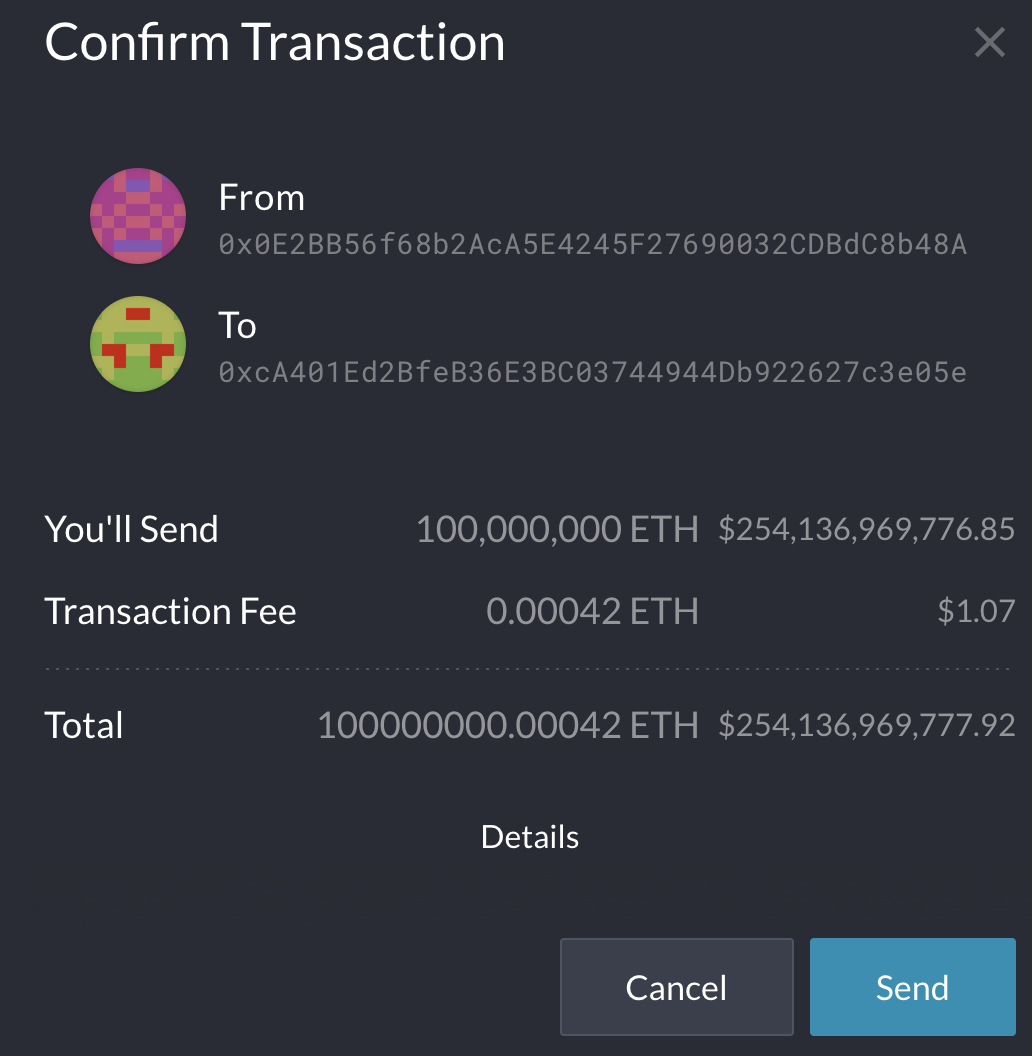 Confirm Transaction
From
0x0E2BB56f68b2AcA5E4245F27690032CDBdC8b48A
To
0xcA401Ed2BfeB36E3BC03744944Db922627c3e05e
You'll Send 100,000,000 ETH $254,136,969,776.85
Transaction Fee 0.00042 ETH $1.07
Total 100000000.00042 ETH $254,136,969,777.92
Details
Cancel Send